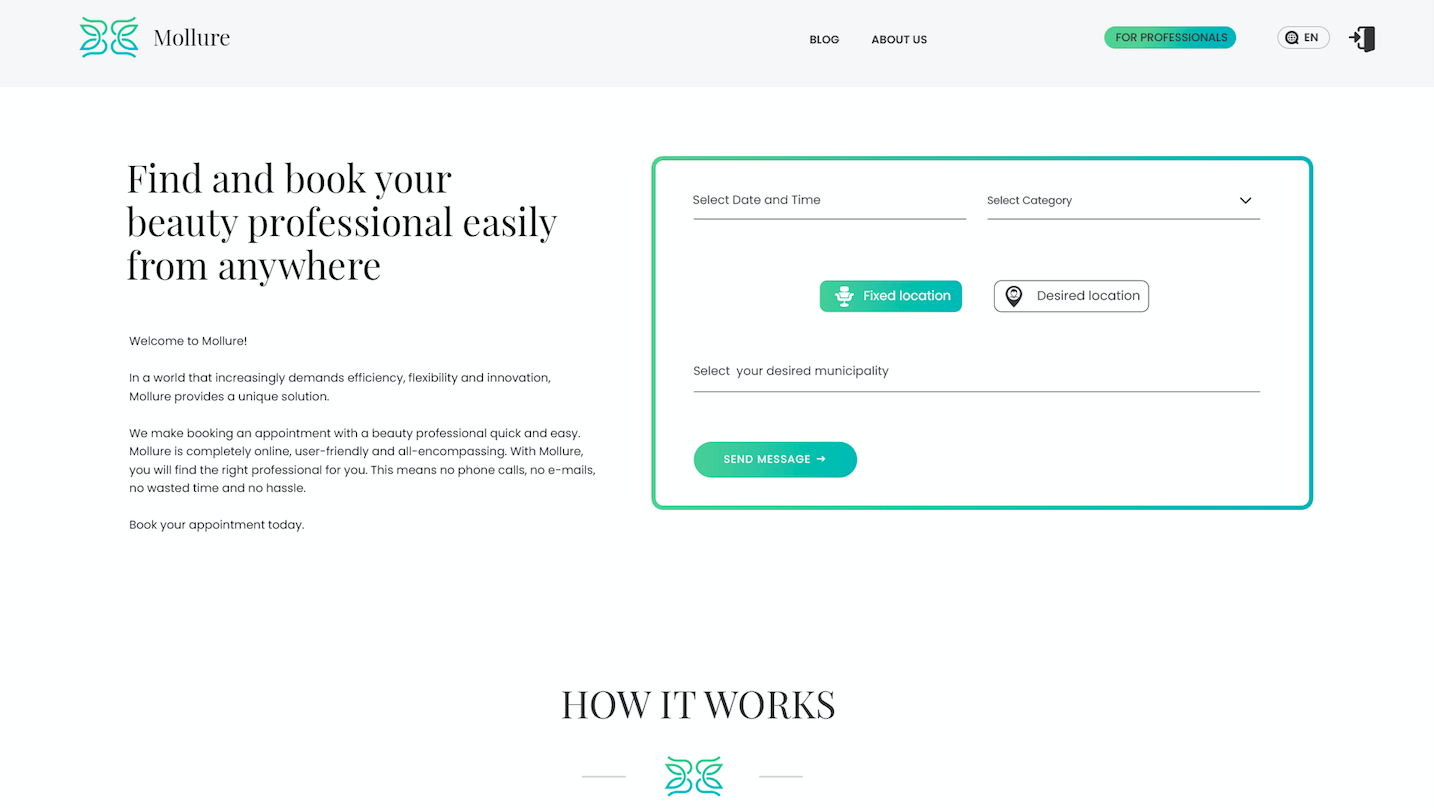 Mollure
BLOG
ABOUT US
FOR PROFESSIONALS
EN
Find and book your
beauty professional easily
from anywhere
Welcome to Mollure!
In a world that increasingly demands efficiency, flexibility and innovation,
Mollure provides a unique solution.
We make booking an appointment with a beauty professional quick and easy.
Mollure is completely online, user-friendly and all-encompassing. With Mollure,
you will find the right professional for you. This means no phone calls, no e-mails,
no wasted time and no hassle.
Book your appointment today.
Select Date and Time
Select Category
Fixed location
Desired location
Select your desired municipality
SEND MESSAGE →
HOW IT WORKS